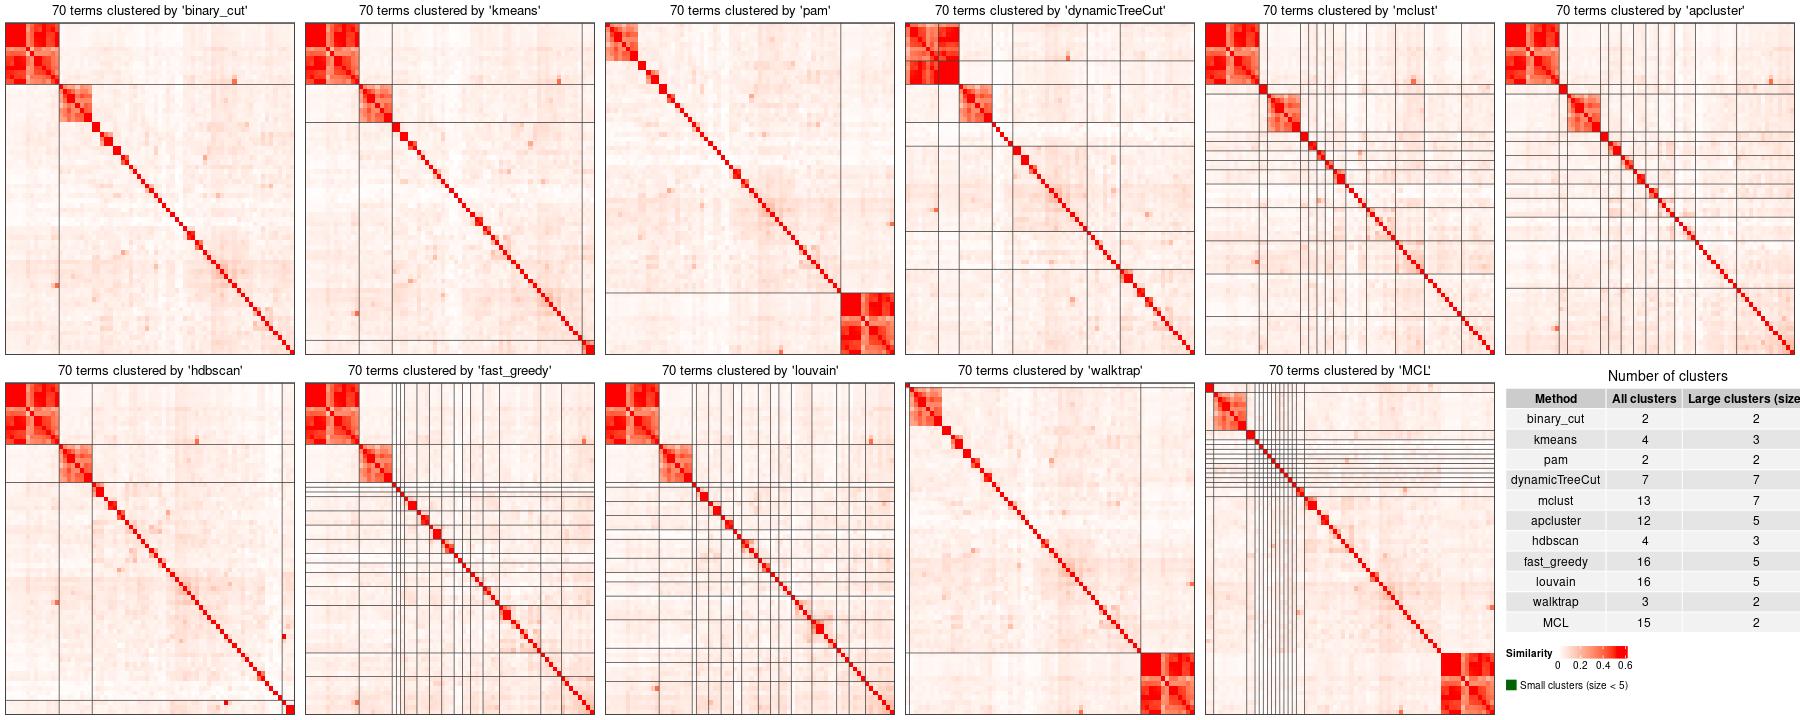 70 terms clustered by 'binary_cut'
70 terms clustered by 'kmeans'
70 terms clustered by 'pam'
70 terms clustered by 'dynamicTreeCut'
70 terms clustered by 'mclust'
70 terms clustered by 'apcluster'
70 terms clustered by 'hdbscan'
70 terms clustered by 'fast_greedy'
70 terms clustered by 'louvain'
70 terms clustered by 'walktrap'
70 terms clustered by 'MCL'
Number of clusters
Method All clusters Large clusters (size
binary_cut 2 2
kmeans 4 3
pam 2 2
dynamicTreeCut 7 7
mclust 13 7
apcluster 12 5
hdbscan 4 3
fast_greedy 16 5
louvain 16 5
walktrap 3 2
MCL 15 2
Similarity
0 0.2 0.4 0.6
Small clusters (size < 5)